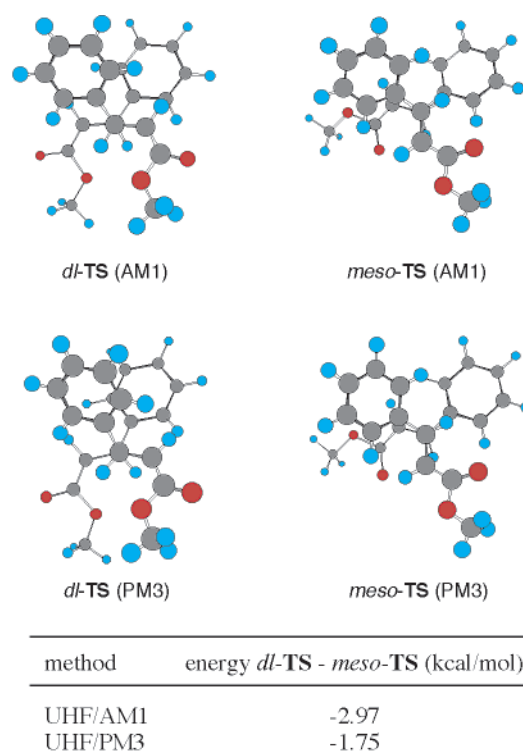 dl-TS (AM1) meso-TS (AM1)
dl-TS (PM3) meso-TS (PM3)
method energy dl-TS - meso-TS (kcal/mol)
UHF/AM1 -2.97
UHF/PM3 -1.75